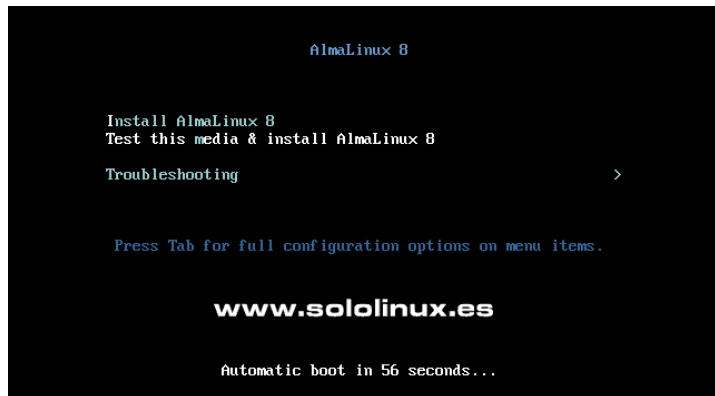 AlmaLinux 8
Install AlmaLinux 8
Test this media & install AlmaLinux 8
Troubleshooting >
Press Tab for full configuration options on menu items.
www.sololinux.es
Automatic boot in 56 seconds...